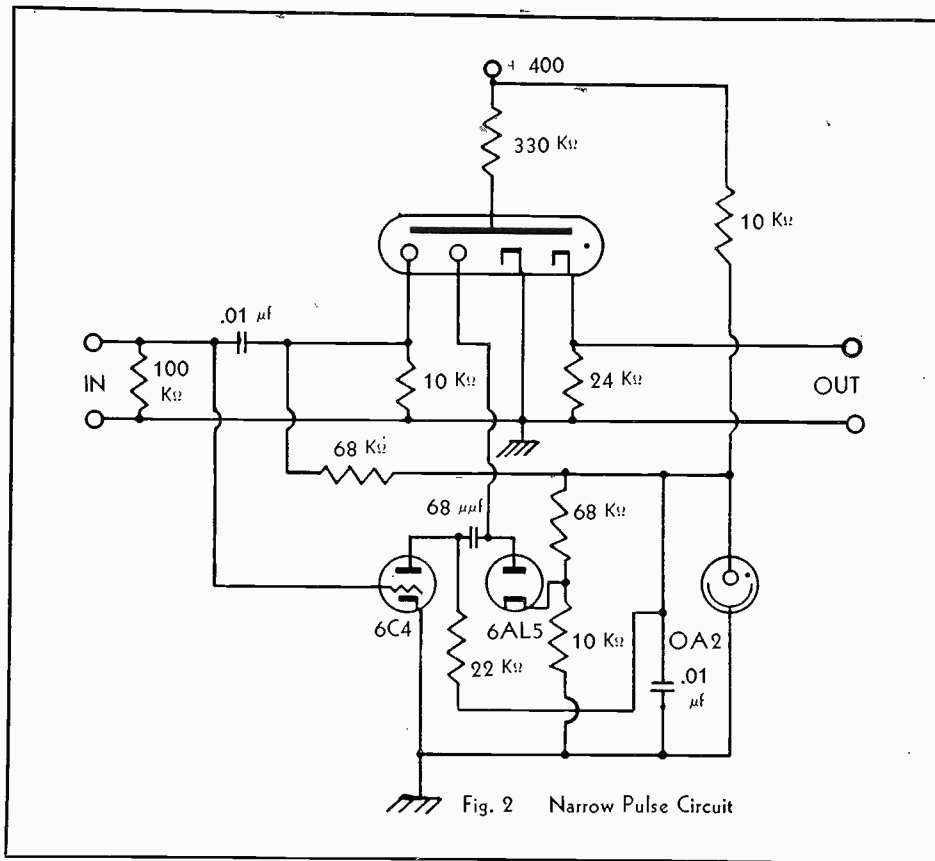 + 400
330 KΩ
10 KΩ
.01 µf
IN
100
KΩ
10 KΩ
24 KΩ
OUT
68 KΩ
68 µµf
68 KΩ
6C4
6AL5
22 KΩ
10 KΩ
OA2
.01
µf
Fig. 2 Narrow Pulse Circuit